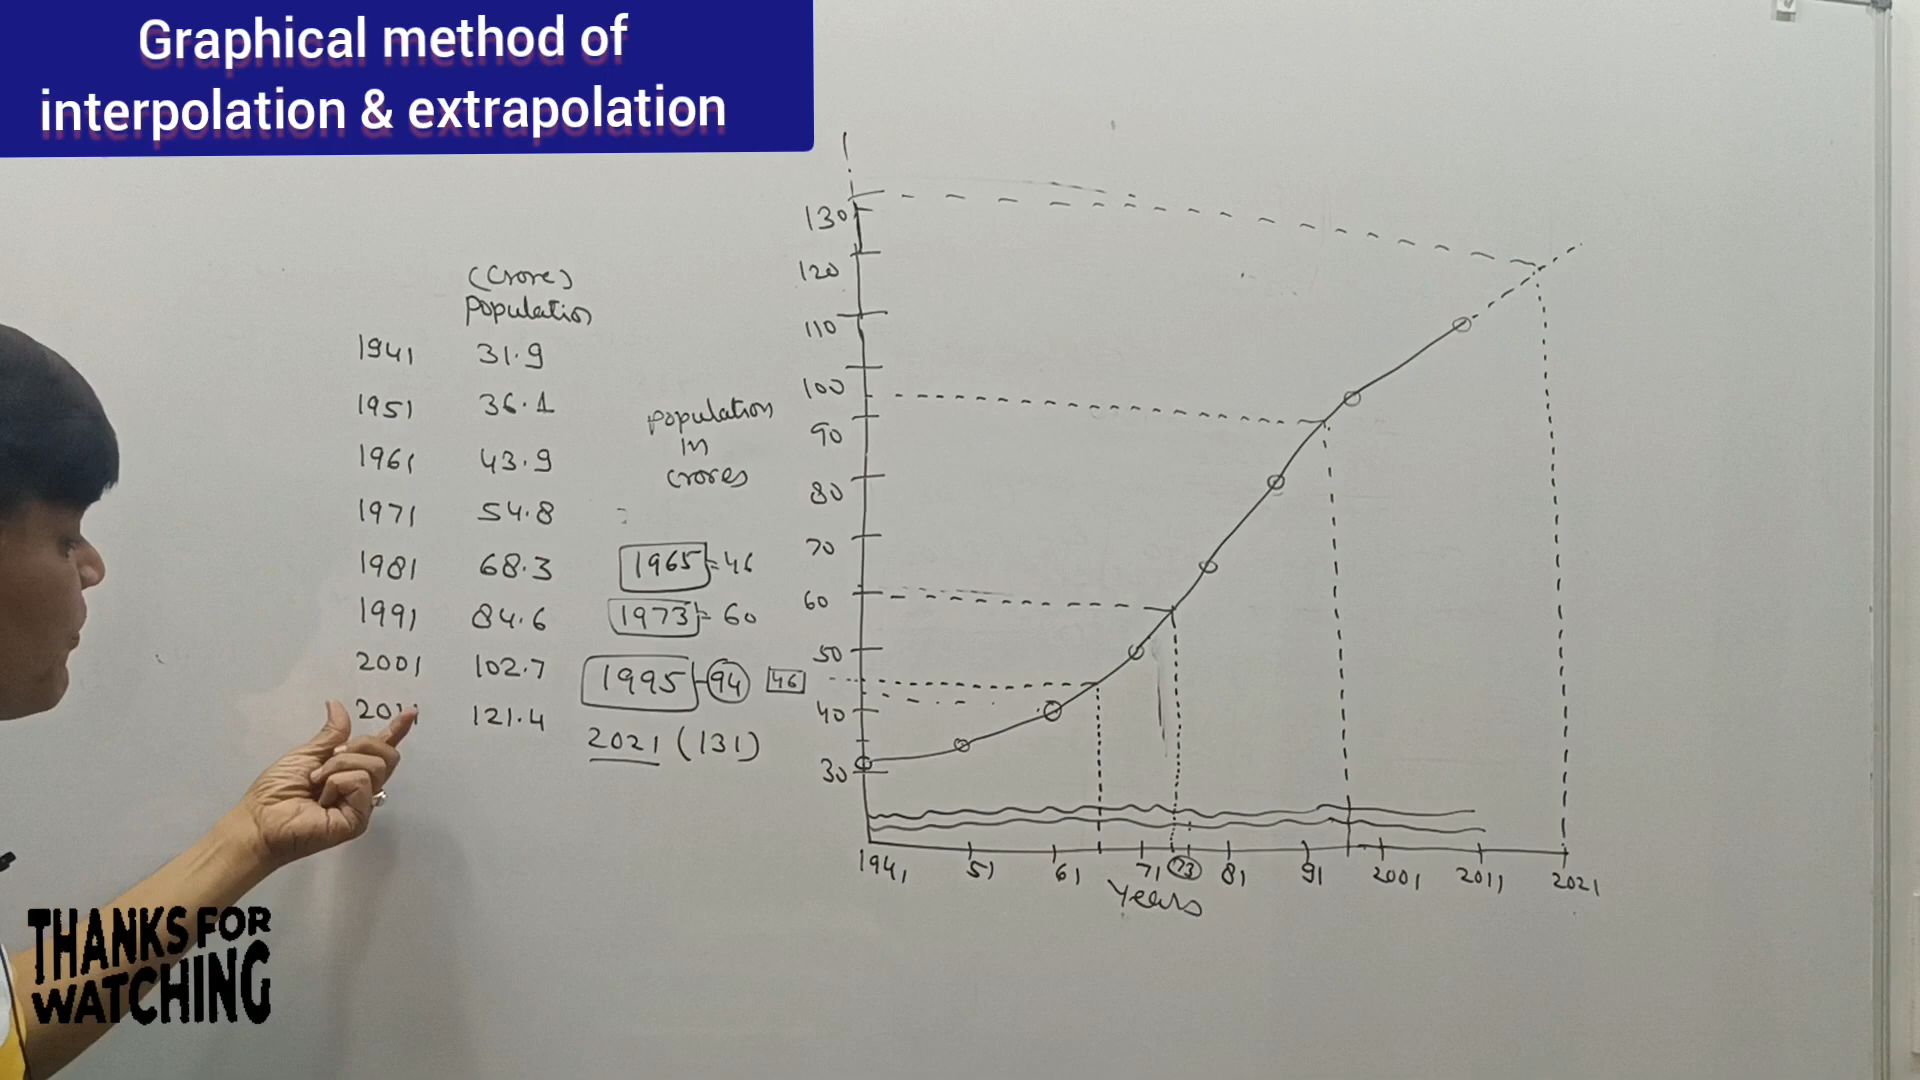 Graphical method of
interpolation & extrapolation
(Crore)
Population
1941 31.9
1951 36.1
1961 43.9
1971 54.8
1981 68.3
1991 84.6
2001 102.7
2011 121.4
population
in
crores
1965 = 46
1973 = 60
1995 - 94
46
2021 (131)
130
120
110
100
90
80
70
60
50
40
30
1941 51 61 71 73 81 91 2001 2011 2021
Years
THANKS FOR
WATCHING